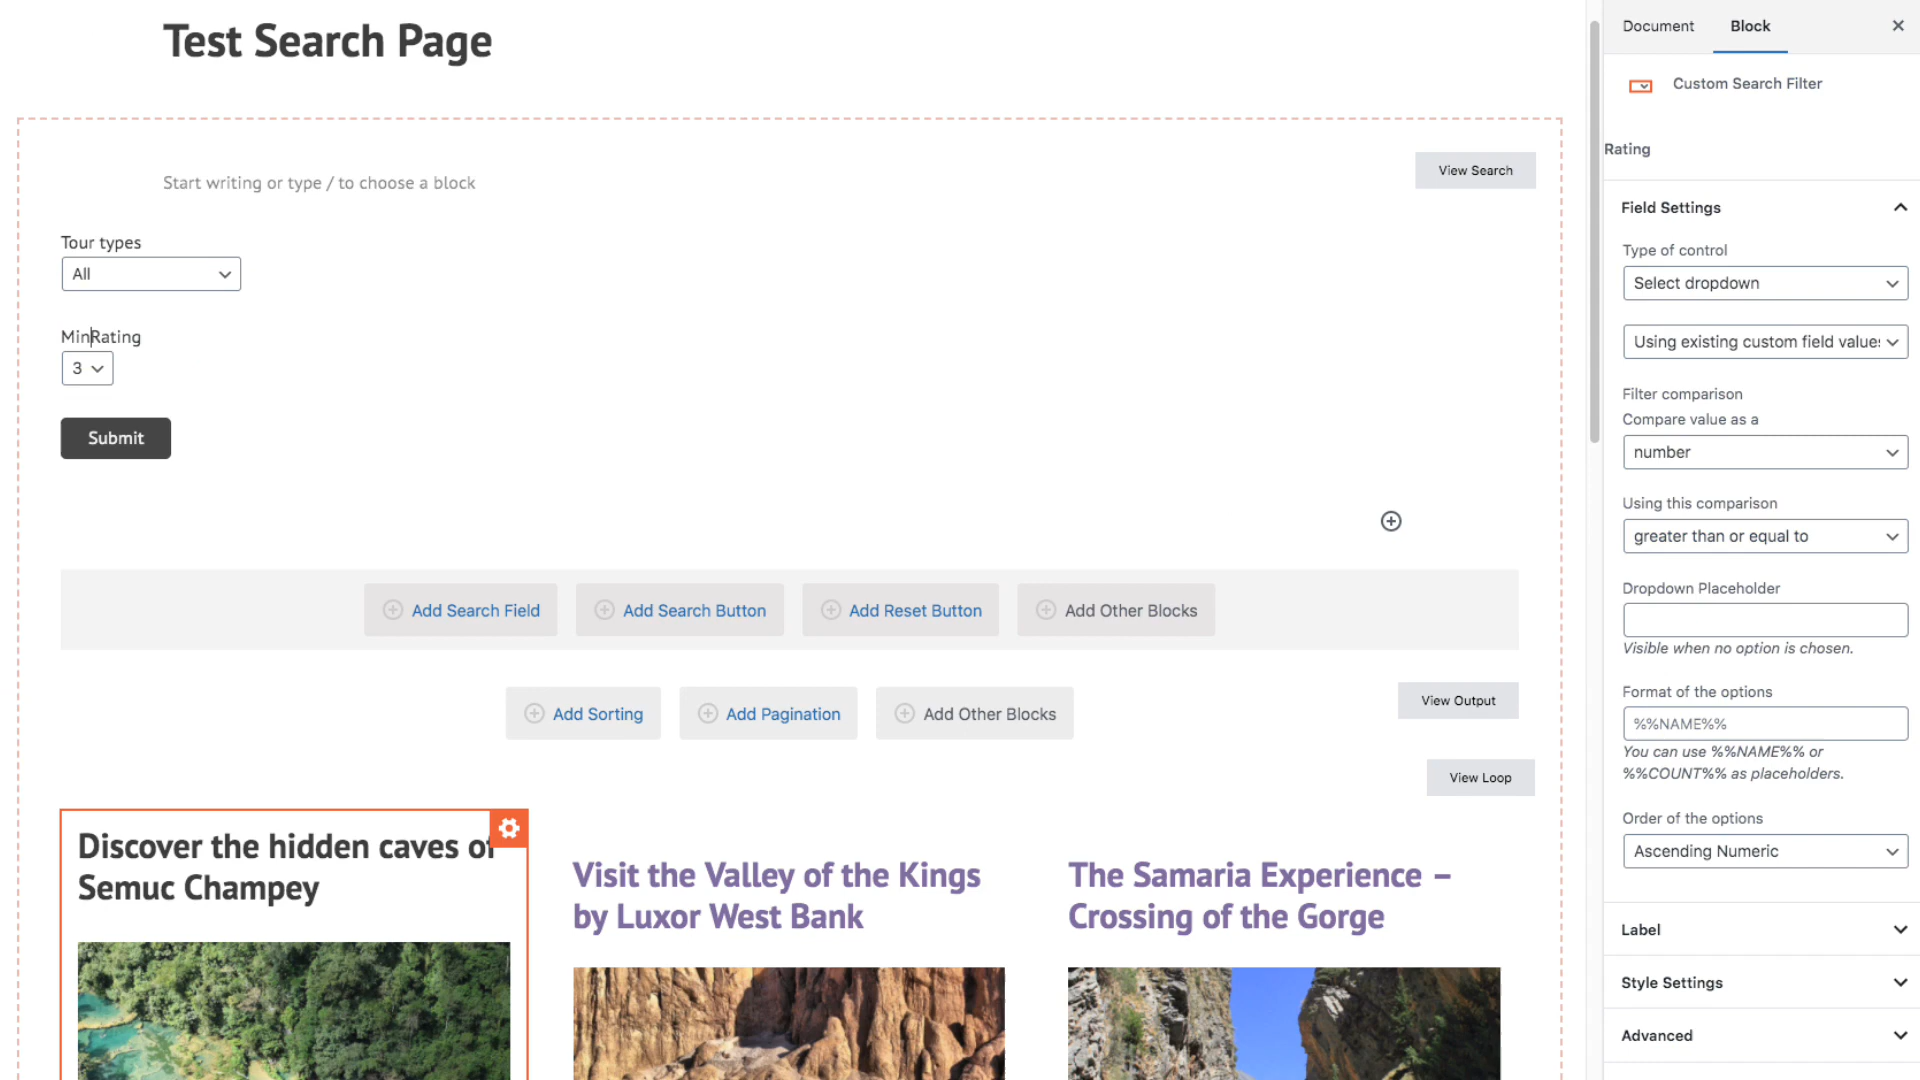 Test Search Page
Start writing or type / to choose a block
View Search
Tour types
All
MinRating
3
Submit
Add Search Field
Add Search Button
Add Reset Button
Add Other Blocks
Add Sorting
Add Pagination
Add Other Blocks
View Output
View Loop
Discover the hidden caves of
Semuc Champey
Visit the Valley of the Kings
by Luxor West Bank
The Samaria Experience –
Crossing of the Gorge
Document
Block
Custom Search Filter
Rating
Field Settings
Type of control
Select dropdown
Using existing custom field values
Filter comparison
Compare value as a
number
Using this comparison
greater than or equal to
Dropdown Placeholder
Visible when no option is chosen.
Format of the options
%%NAME%%
You can use %%NAME%% or
%%COUNT%% as placeholders.
Order of the options
Ascending Numeric
Label
Style Settings
Advanced